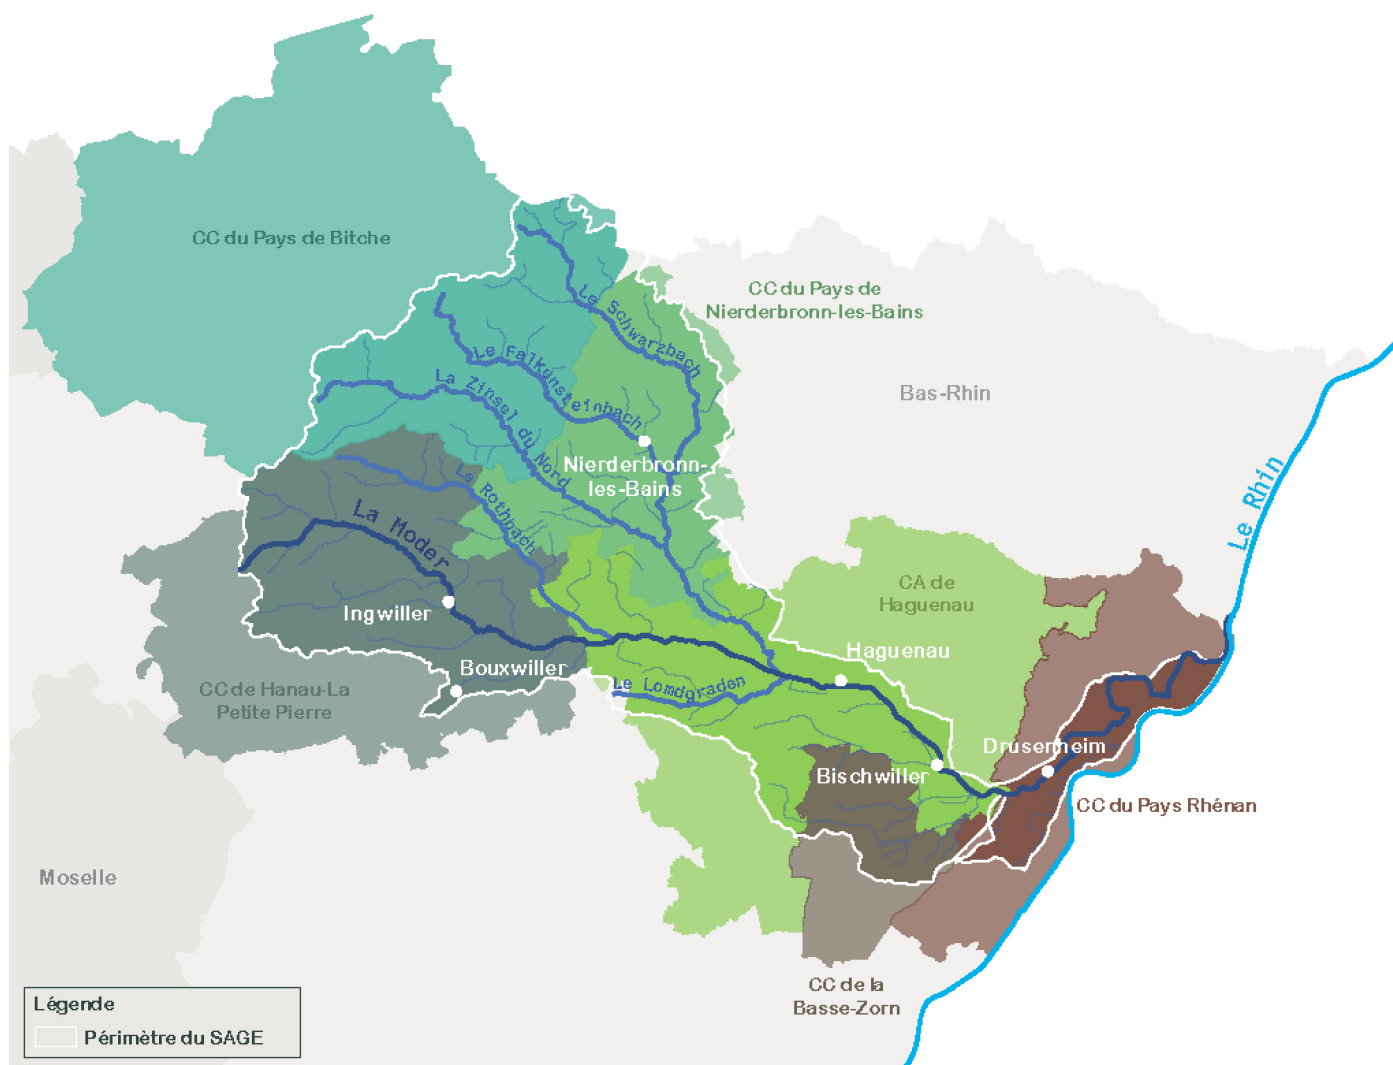 CC du Pays de Bitche
CC du Pays de
Nierderbronn-les-Bains
Le Schwarzbach
Le Falkensteinbach
La Zinsel du Nord
Bas-Rhin
Nierderbronn-
les-Bains
Le Rothbach
La Moder
Le Rhin
CA de
Haguenau
Ingwiller
Haguenau
Bouxwiller
Le Lomdgraden
CC de Hanau-La
Petite Pierre
Drusenheim
Bischwiller
CC du Pays Rhénan
Moselle
CC de la
Basse-Zorn
Légende
Périmètre du SAGE